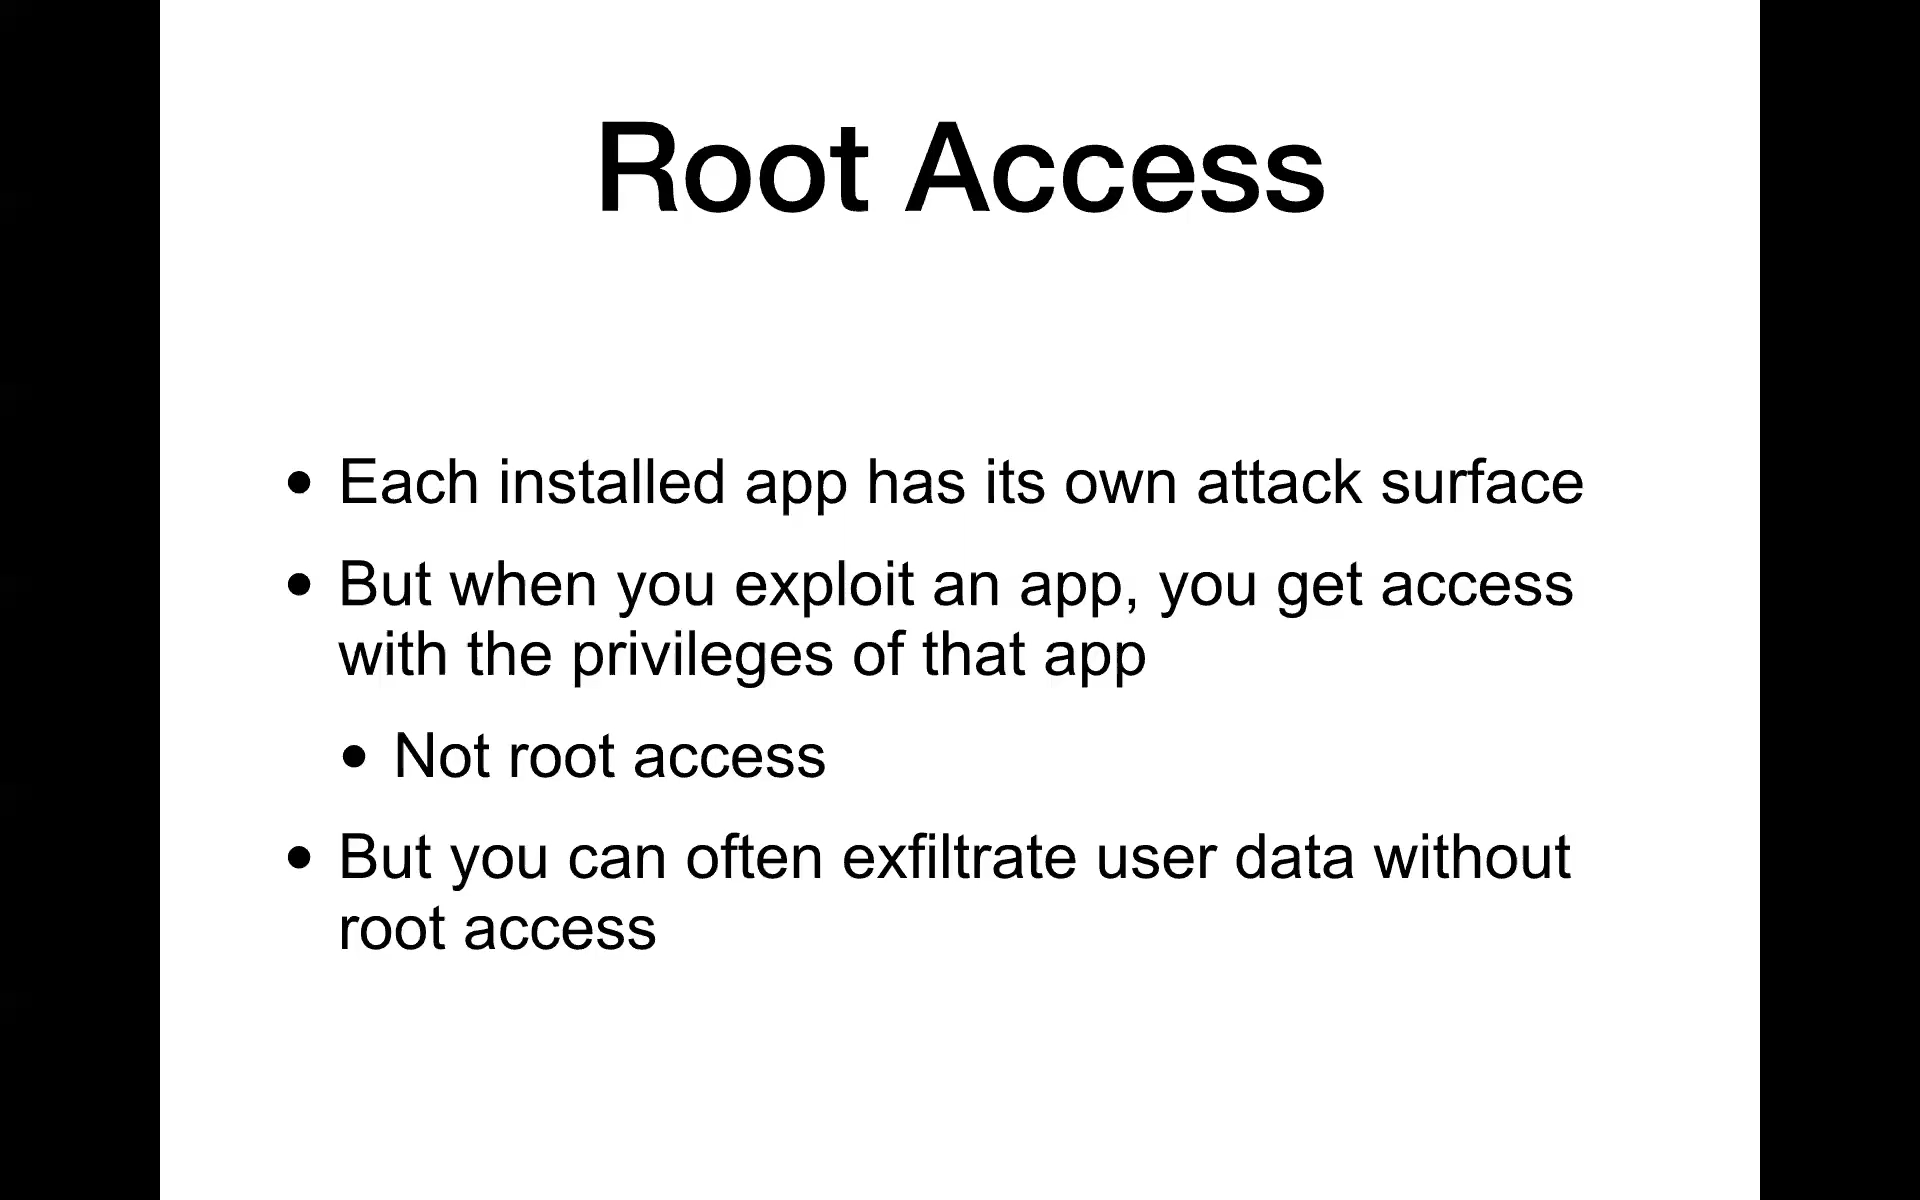 Root Access
• Each installed app has its own attack surface
• But when you exploit an app, you get access
with the privileges of that app
• Not root access
• But you can often exfiltrate user data without
root access